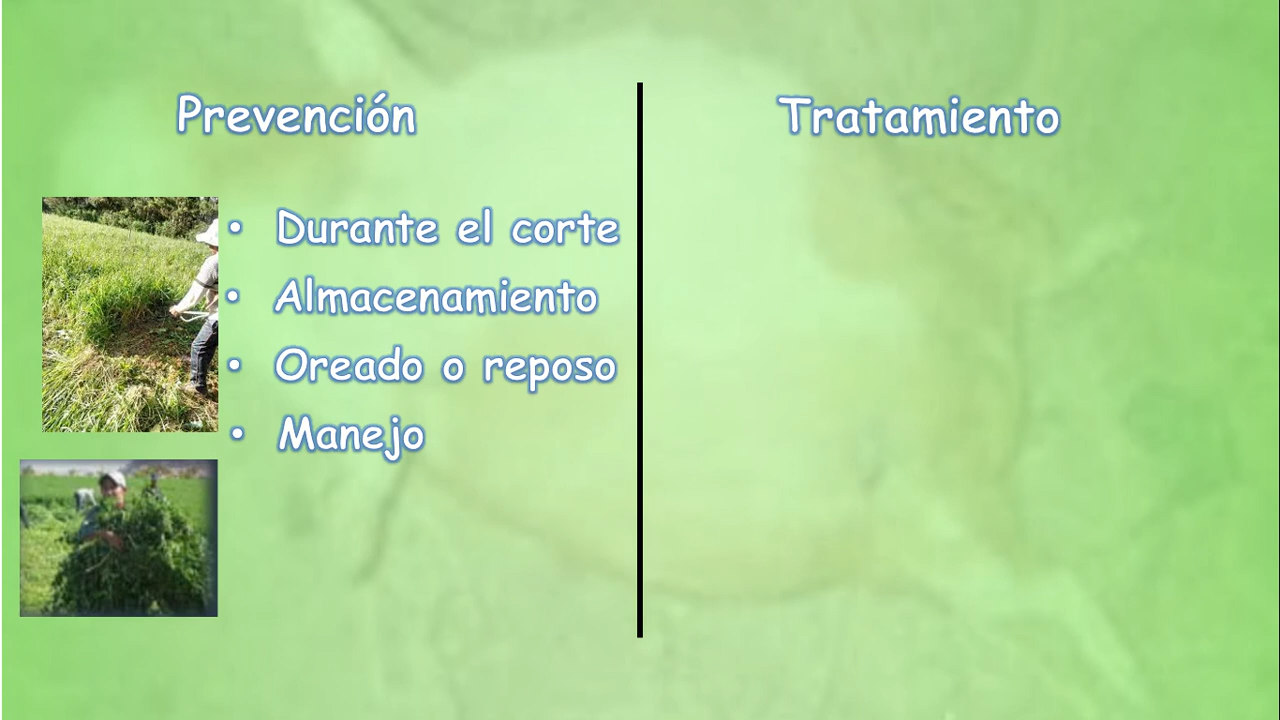 Prevención
• Durante el corte
• Almacenamiento
• Oreado o reposo
• Manejo
Tratamiento